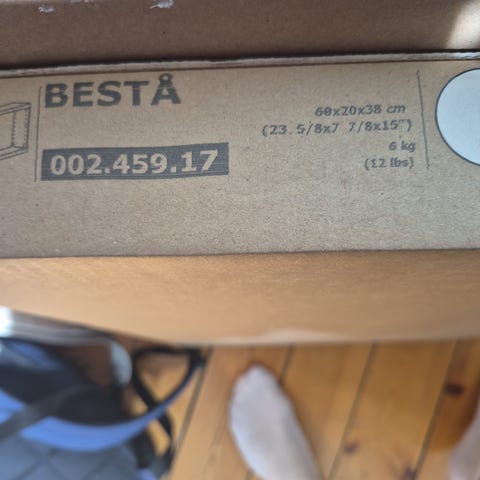 BESTÅ
002.459.17
60x20x38 cm
(23 5/8x7 7/8x15")
6 kg
(12 lbs)